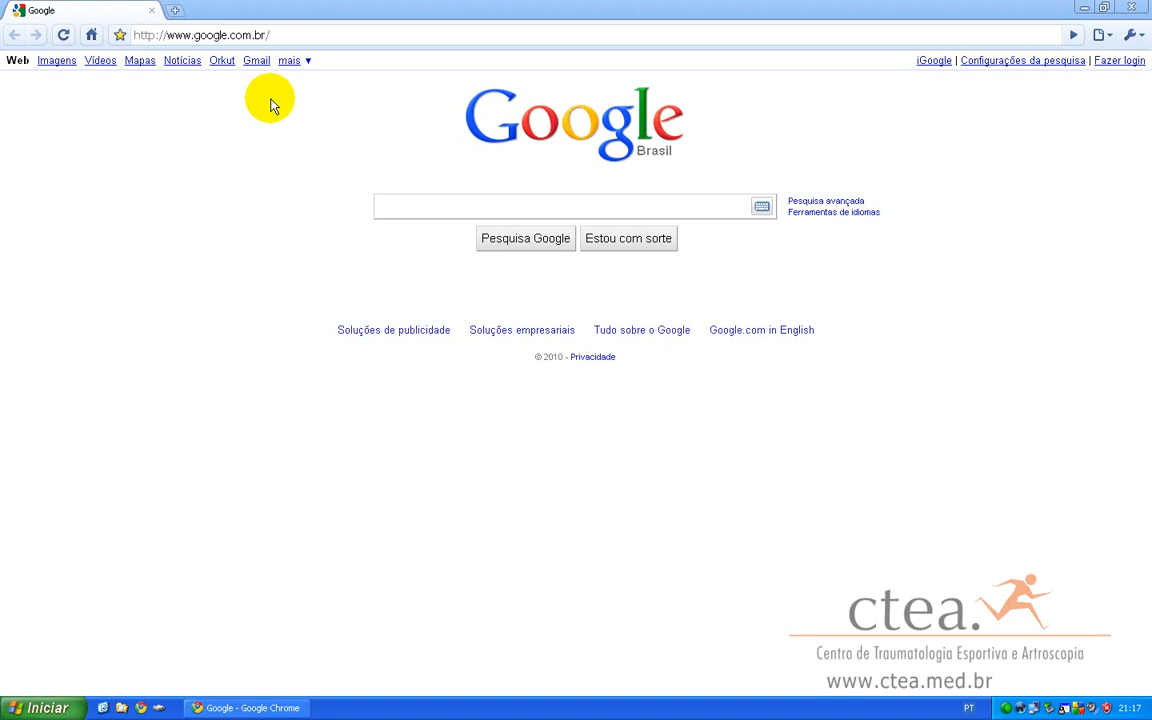 Google
http://www.google.com.br/
Web Imagens Vídeos Mapas Notícias Orkut Gmail mais ▼
iGoogle | Configurações da pesquisa | Fazer login
Google
Brasil
Pesquisa avançada
Ferramentas de idiomas
Pesquisa Google Estou com sorte
Soluções de publicidade Soluções empresariais Tudo sobre o Google Google.com in English
© 2010 - Privacidade
ctea.
Centro de Traumatologia Esportiva e Artroscopia
www.ctea.med.br
Iniciar Google - Google Chrome PT 21:17